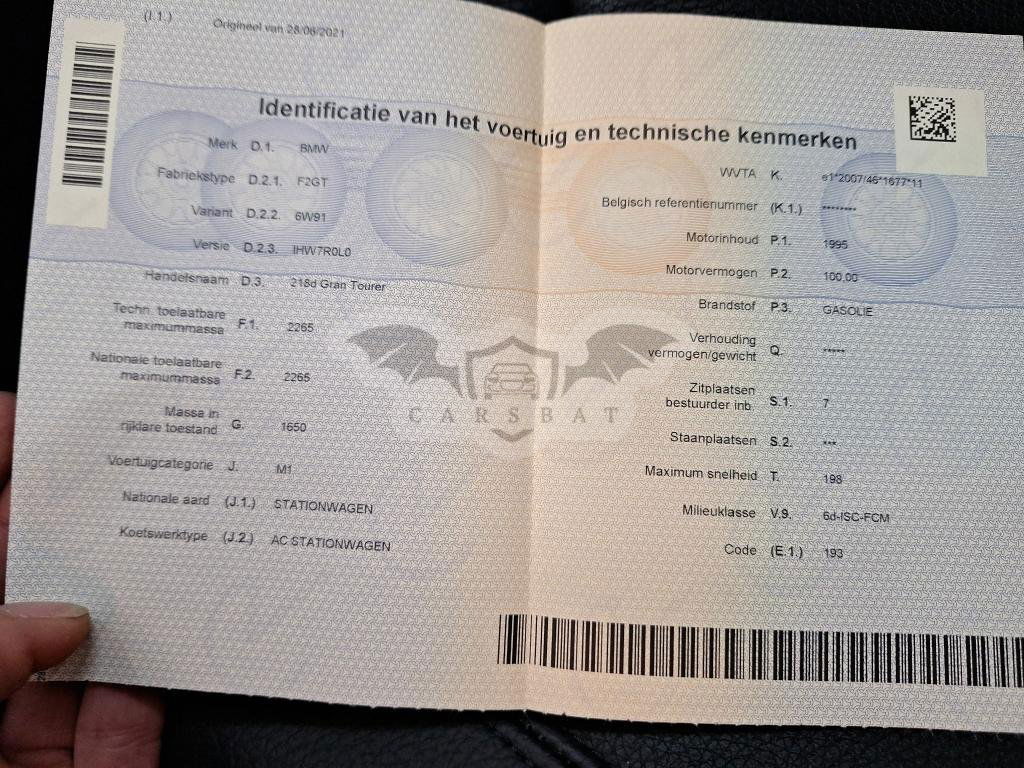 (I.1.) Origineel van 28/06/2021
Identificatie van het voertuig en technische kenmerken
Merk D.1. BMW
Fabriekstype D.2.1. F2GT
Variant D.2.2. 6W91
Versie D.2.3. IHW7R0L0
Handelsnaam D.3. 218d Gran Tourer
Techn. toelaatbare
maximummassa F.1. 2265
Nationale toelaatbare
maximummassa F.2. 2265
Massa in
rijklare toestand G. 1650
Voertuigcategorie J. M1
Nationale aard (J.1.) STATIONWAGEN
Koetswerktype (J.2.) AC STATIONWAGEN
WVTA K. e1*2007/46*1677*11
Belgisch referentienummer (K.1.) ********
Motorinhoud P.1. 1995
Motorvermogen P.2. 100,00
Brandstof P.3. GASOLIE
Verhouding
vermogen/gewicht Q. *****
Zitplaatsen
bestuurder inb. S.1. 7
Staanplaatsen S.2. ***
Maximum snelheid T. 198
Milieuklasse V.9. 6d-ISC-FCM
Code (E.1.) 193
CARSBAT